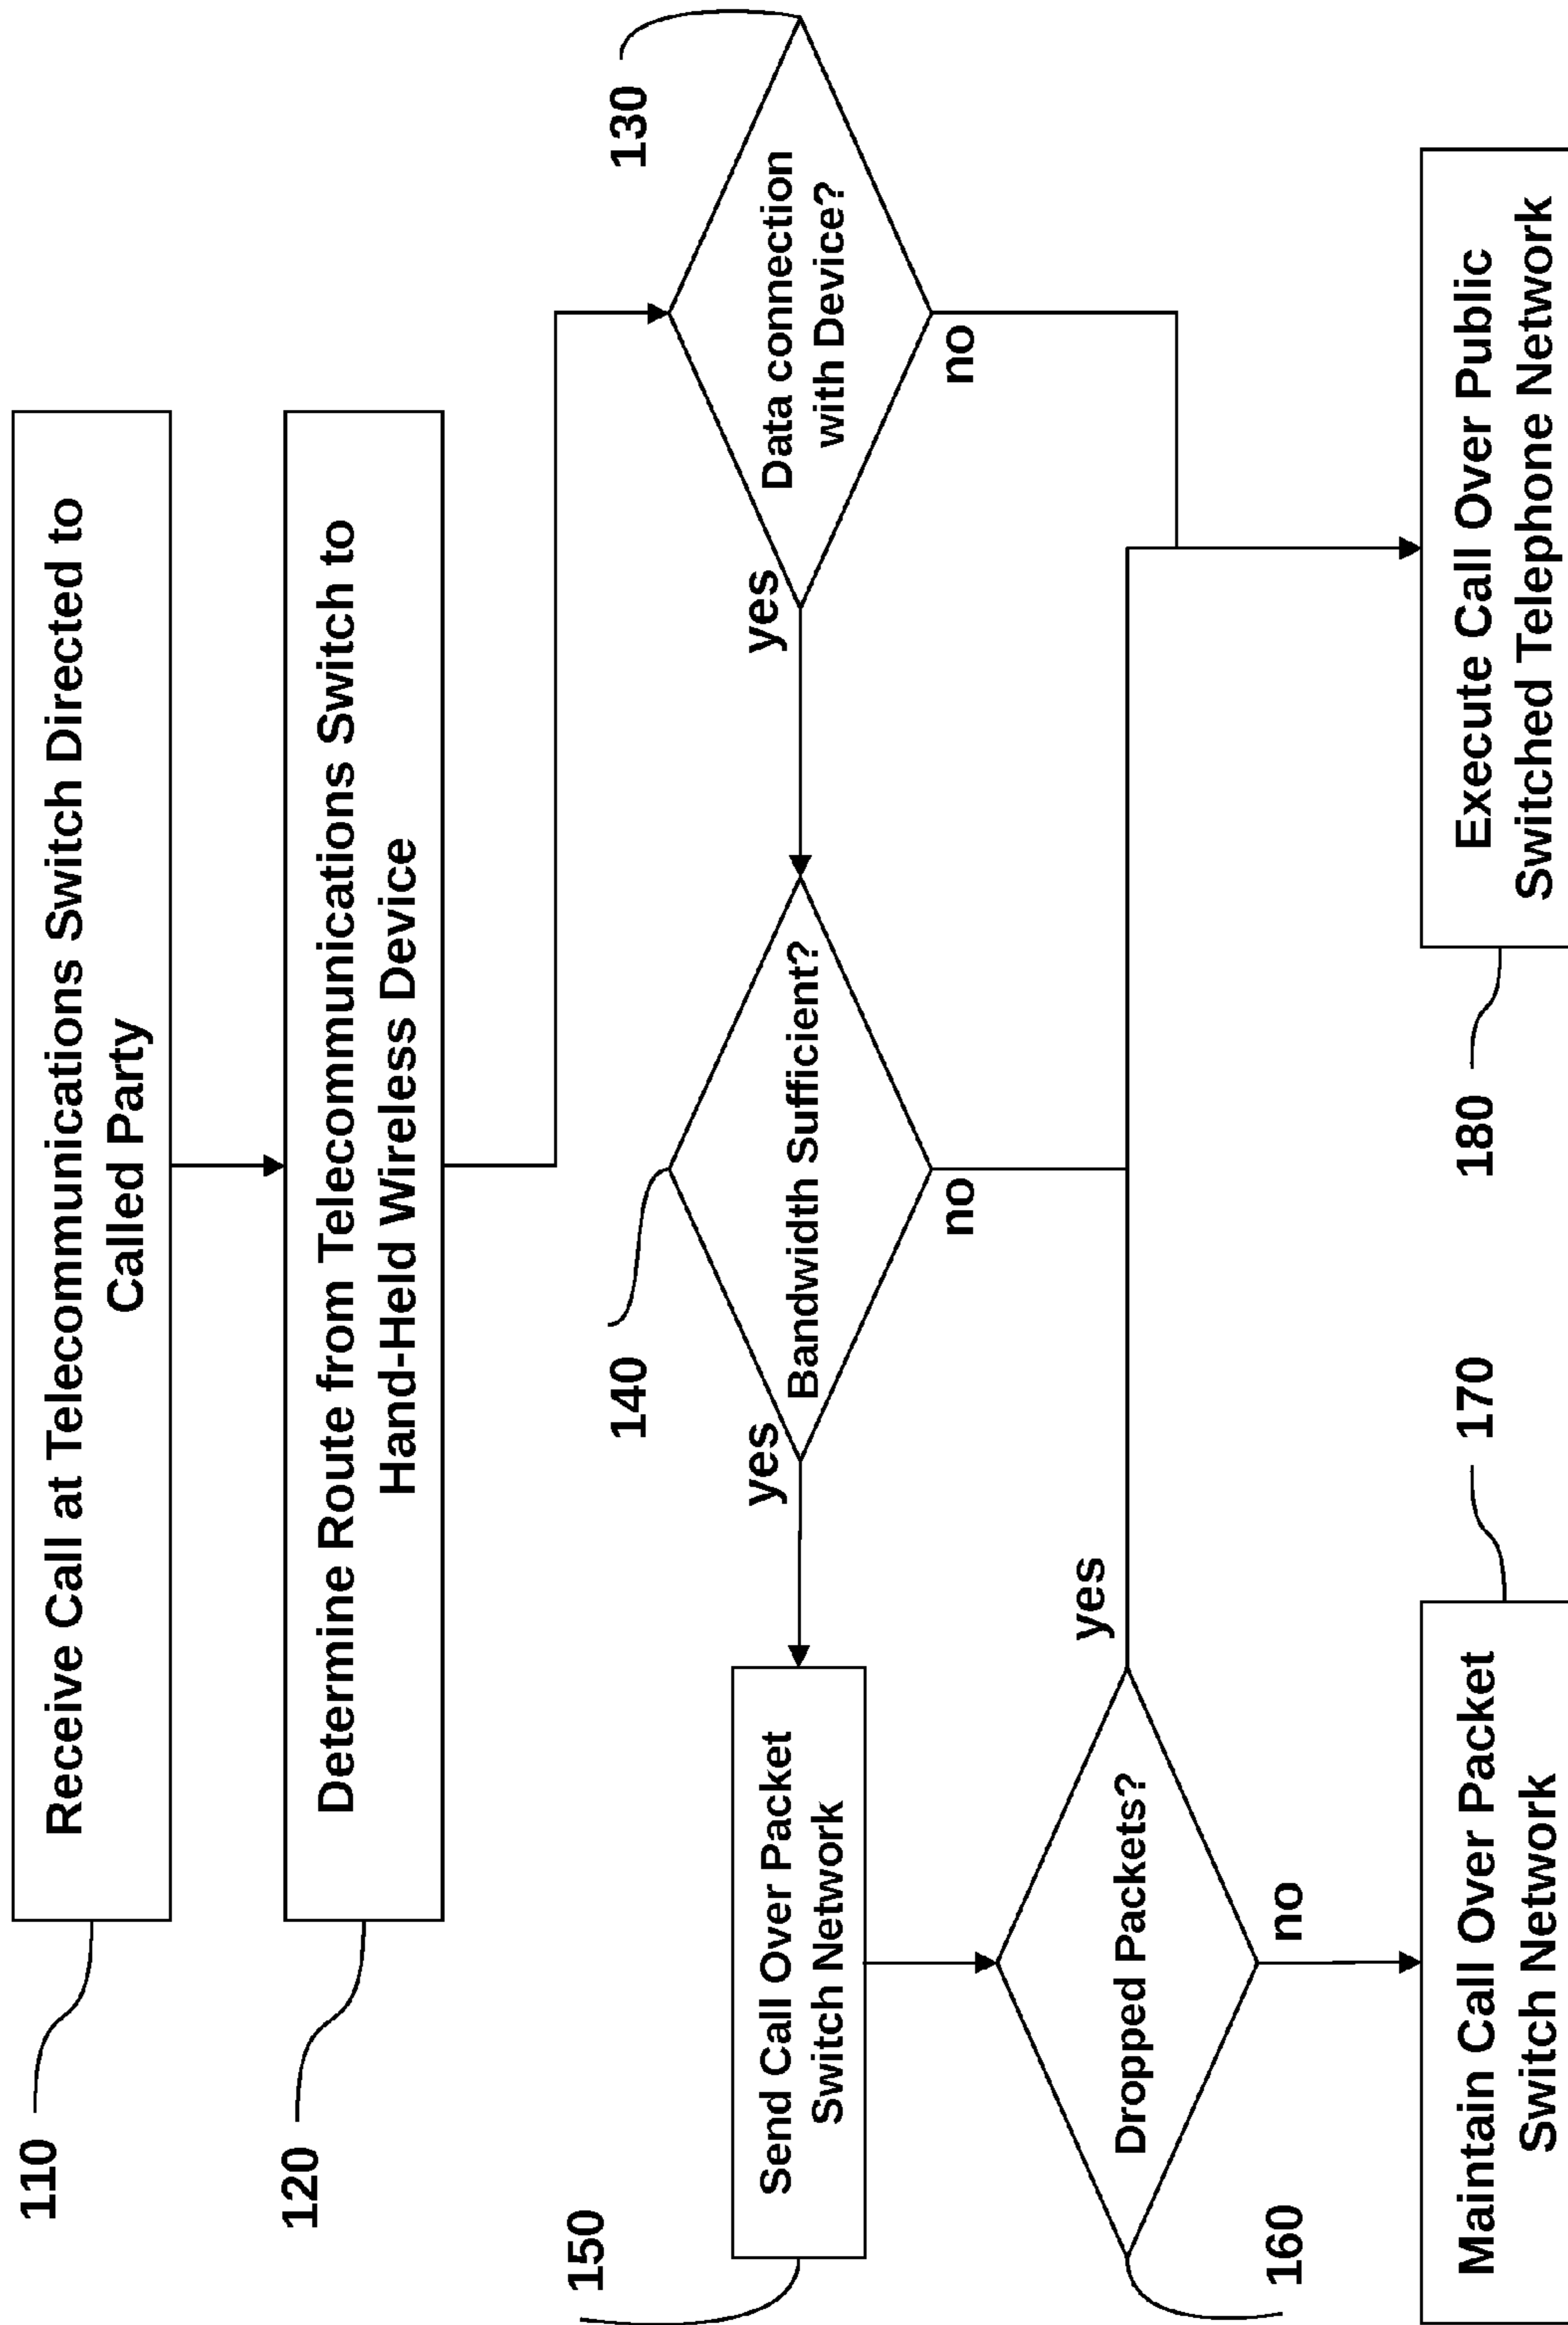 110
Receive Call at Telecommunications Switch Directed to
Called Party
120
Determine Route from Telecommunications Switch to
Hand-Held Wireless Device
130
Data connection
with Device?
yes
no
140
Bandwidth Sufficient?
yes
no
150
Send Call Over Packet
Switch Network
160
Dropped Packets?
yes
no
170
Maintain Call Over Packet
Switch Network
180
Execute Call Over Public
Switched Telephone Network